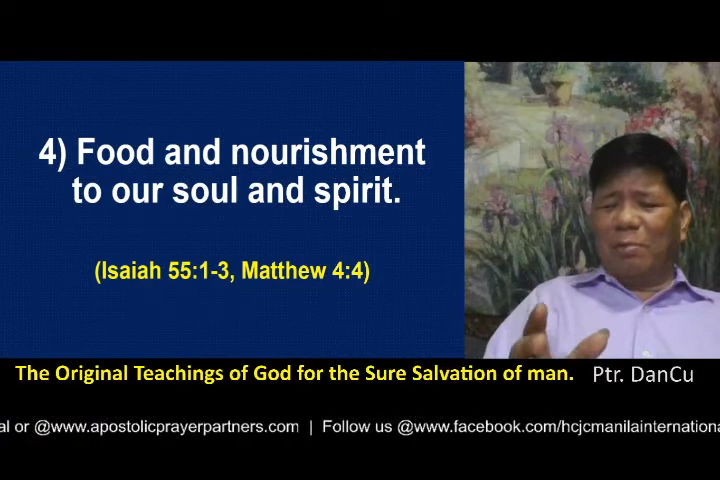 4) Food and nourishment
to our soul and spirit.
(Isaiah 55:1-3, Matthew 4:4)
The Original Teachings of God for the Sure Salvation of man. Ptr. DanCu
al or @www.apostolicprayerpartners.com | Follow us @www.facebook.com/hcjcmanilainternationa